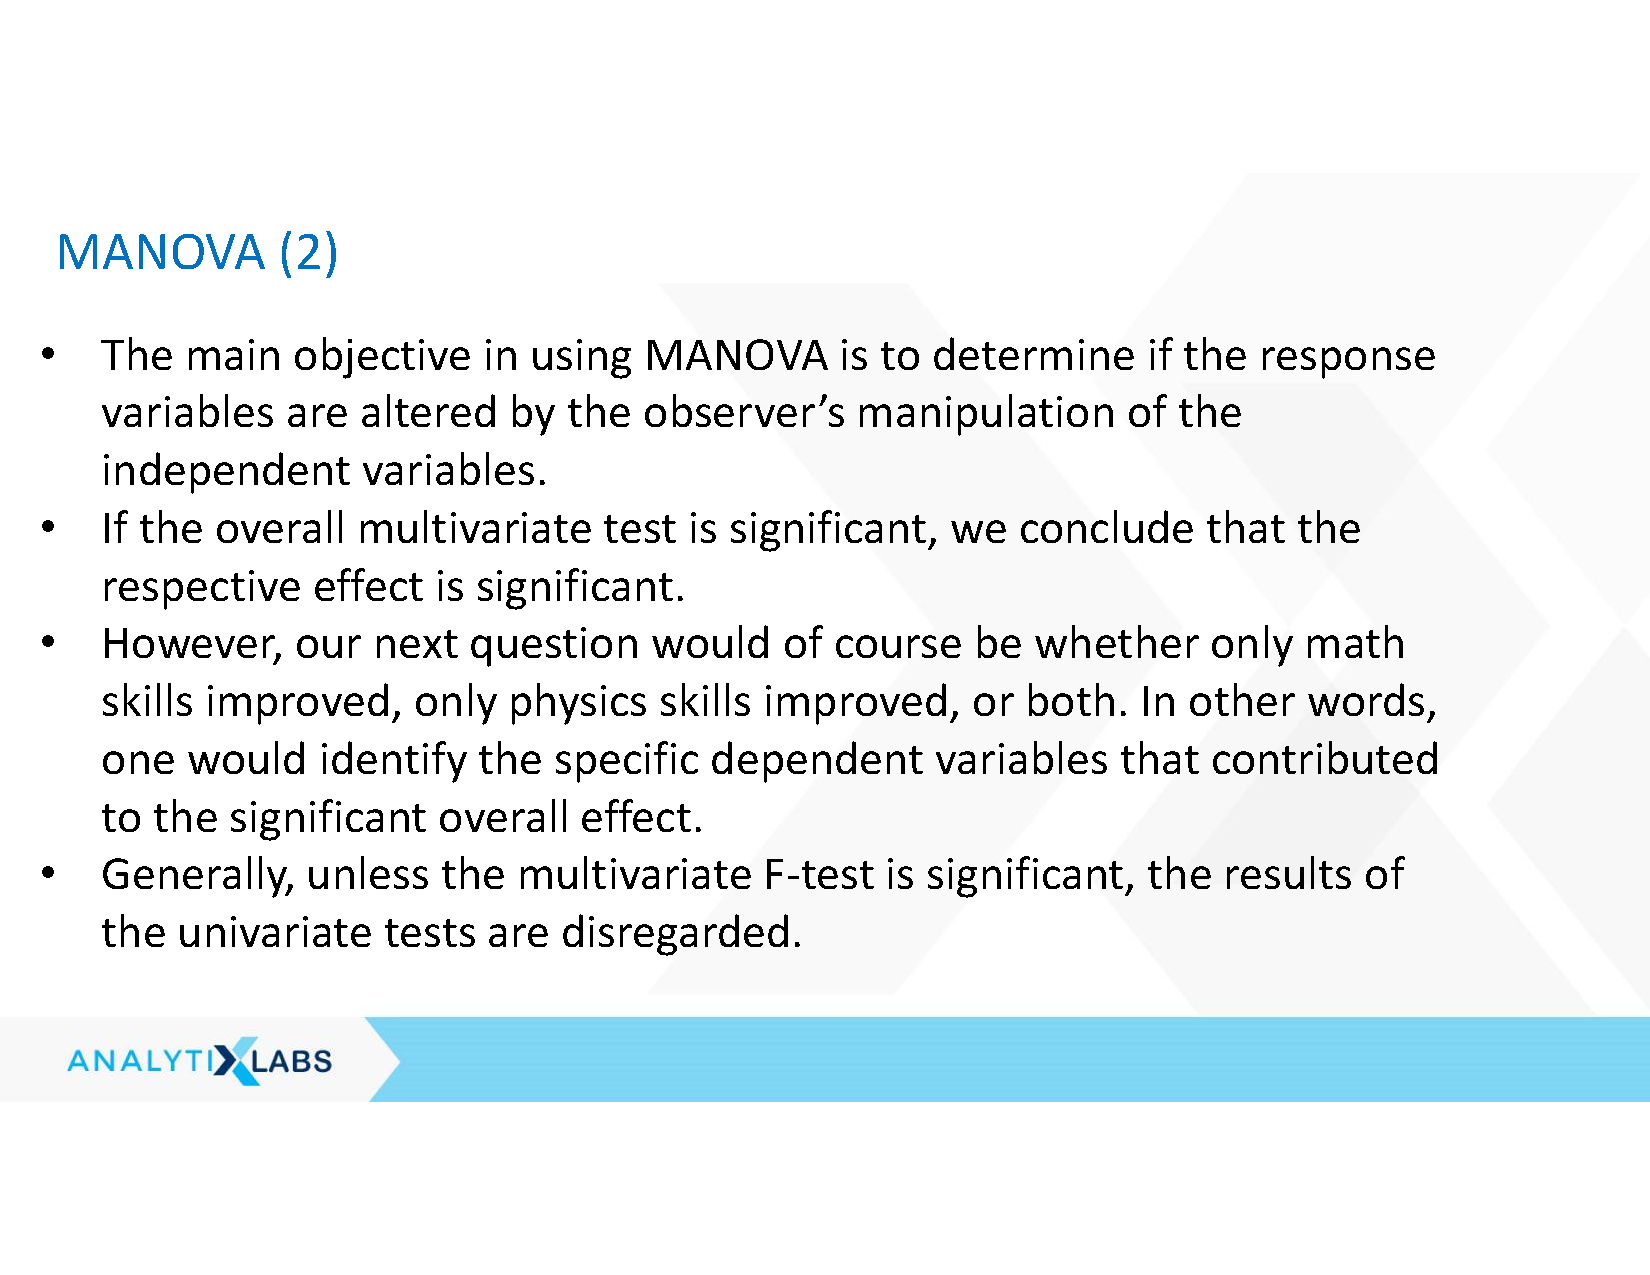 MANOVA (2)
• The main objective in using MANOVA is to determine if the response
variables are altered by the observer’s manipulation of the
independent variables.
• If the overall multivariate test is significant, we conclude that the
respective effect is significant.
• However, our next question would of course be whether only math
skills improved, only physics skills improved, or both. In other words,
one would identify the specific dependent variables that contributed
to the significant overall effect.
• Generally, unless the multivariate F-test is significant, the results of
the univariate tests are disregarded.
ANALYTIXLABS